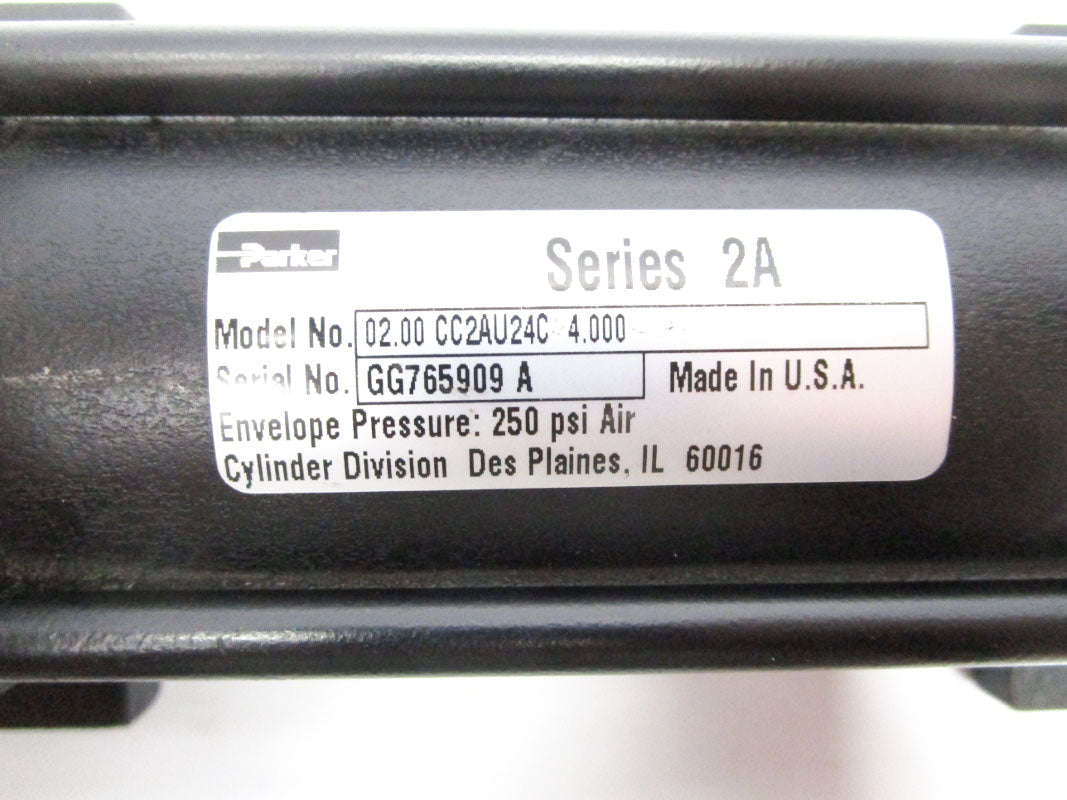 Parker
Series 2A
Model No. 02.00 CC2AU24C 4.000
Serial No. GG765909 A Made In U.S.A.
Envelope Pressure: 250 psi Air
Cylinder Division Des Plaines, IL 60016